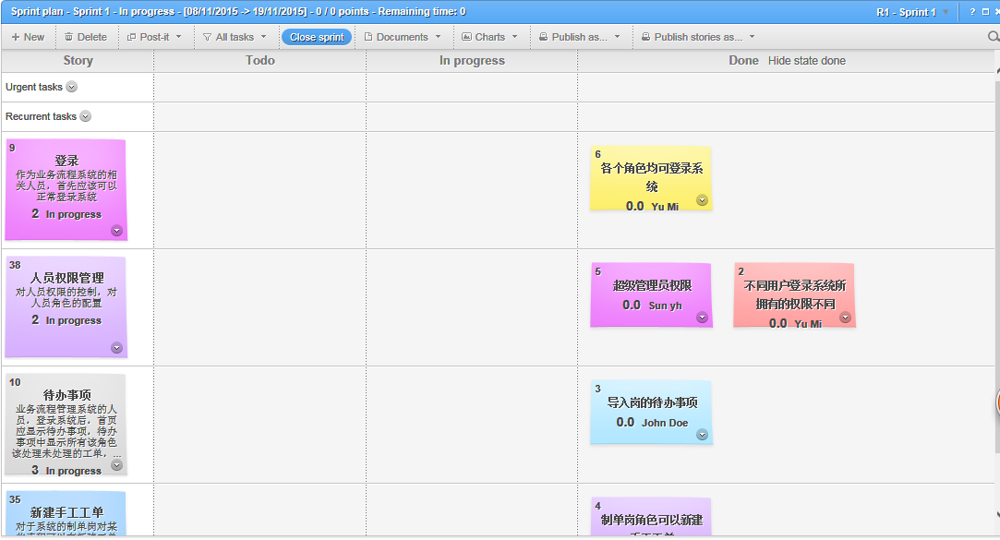 Sprint plan - Sprint 1 - In progress - [08/11/2015 -> 19/11/2015] - 0 / 0 points - Remaining time: 0 R1 - Sprint 1 ?
+ New Delete Post-it All tasks Close sprint Documents Charts Publish as... Publish stories as...
Story Todo In progress Done Hide state done
Urgent tasks
Recurrent tasks
9
登录
作为业务流程系统的相
关人员，首先应该可以
正常登录系统
2 In progress
6
各个角色均可登录系
统
0.0 Yu Mi
38
人员权限管理
对人员权限的控制，对
人员角色的配置
2 In progress
5
超级管理员权限
0.0 Sun yh
2
不同用户登录系统所
拥有的权限不同
0.0 Yu Mi
10
待办事项
业务流程管理系统的人
员，登录系统后，首页
应显示待办事项，待办
事项中显示所有该角色
该处理未处理的工单，...
3 In progress
3
导入岗的待办事项
0.0 John Doe
35
新建手工工单
对于系统的制单岗对某
4
制单岗角色可以新建
手工工单